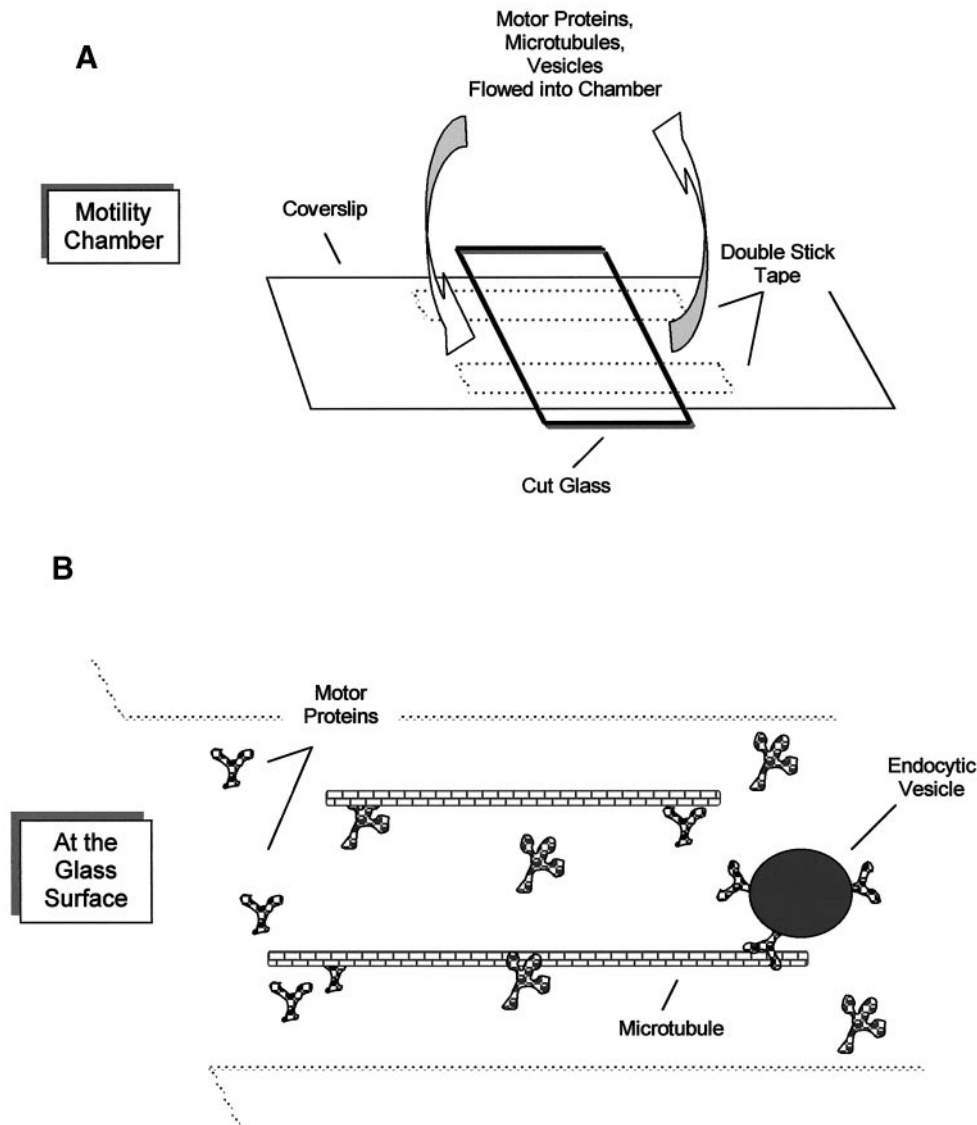 A
Motor Proteins,
Microtubules,
Vesicles
Flowed into Chamber
Motility
Chamber
Coverslip
Double Stick
Tape
Cut Glass
B
Motor
Proteins
Endocytic
Vesicle
At the
Glass
Surface
Microtubule